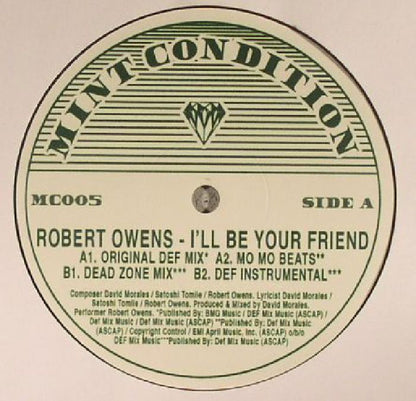 MINT CONDITION
MC005 SIDE A
ROBERT OWENS - I'LL BE YOUR FRIEND
A1. ORIGINAL DEF MIX* A2. MO MO BEATS**
B1. DEAD ZONE MIX*** B2. DEF INSTRUMENTAL***
Composer David Morales / Satoshi Tomlie / Robert Owens. Lyricist David Morales /
Satoshi Tomlie / Robert Owens. Produced & Mixed by David Morales.
Performer Robert Owens. *Published By: BMG Music / DEF Mix Music (ASCAP) /
Def Mix Music / Def Mix Music (ASCAP) **Published By: Def Mix Music
(ASCAP) / Copyright Control / EMI April Music, Inc. (ASCAP) o/b/o
DEF Mix Music***Published By: Def Mix Music (ASCAP)